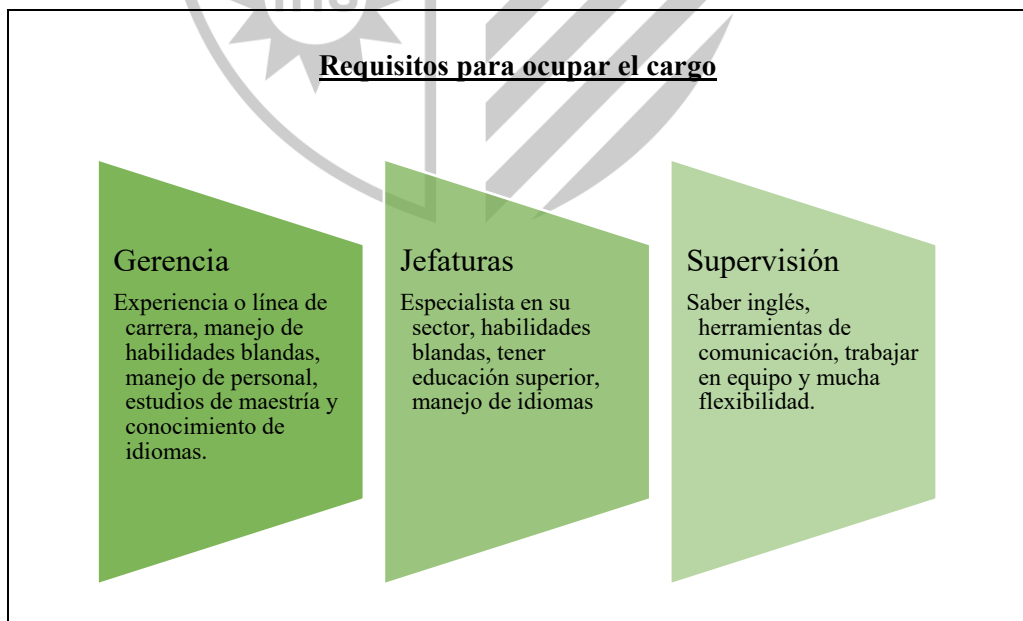 Requisitos para ocupar el cargo
Gerencia
Experiencia o línea de
carrera, manejo de
habilidades blandas,
manejo de personal,
estudios de maestría y
conocimiento de
idiomas.
Jefaturas
Especialista en su
sector, habilidades
blandas, tener
educación superior,
manejo de idiomas
Supervisión
Saber inglés,
herramientas de
comunicación, trabajar
en equipo y mucha
flexibilidad.